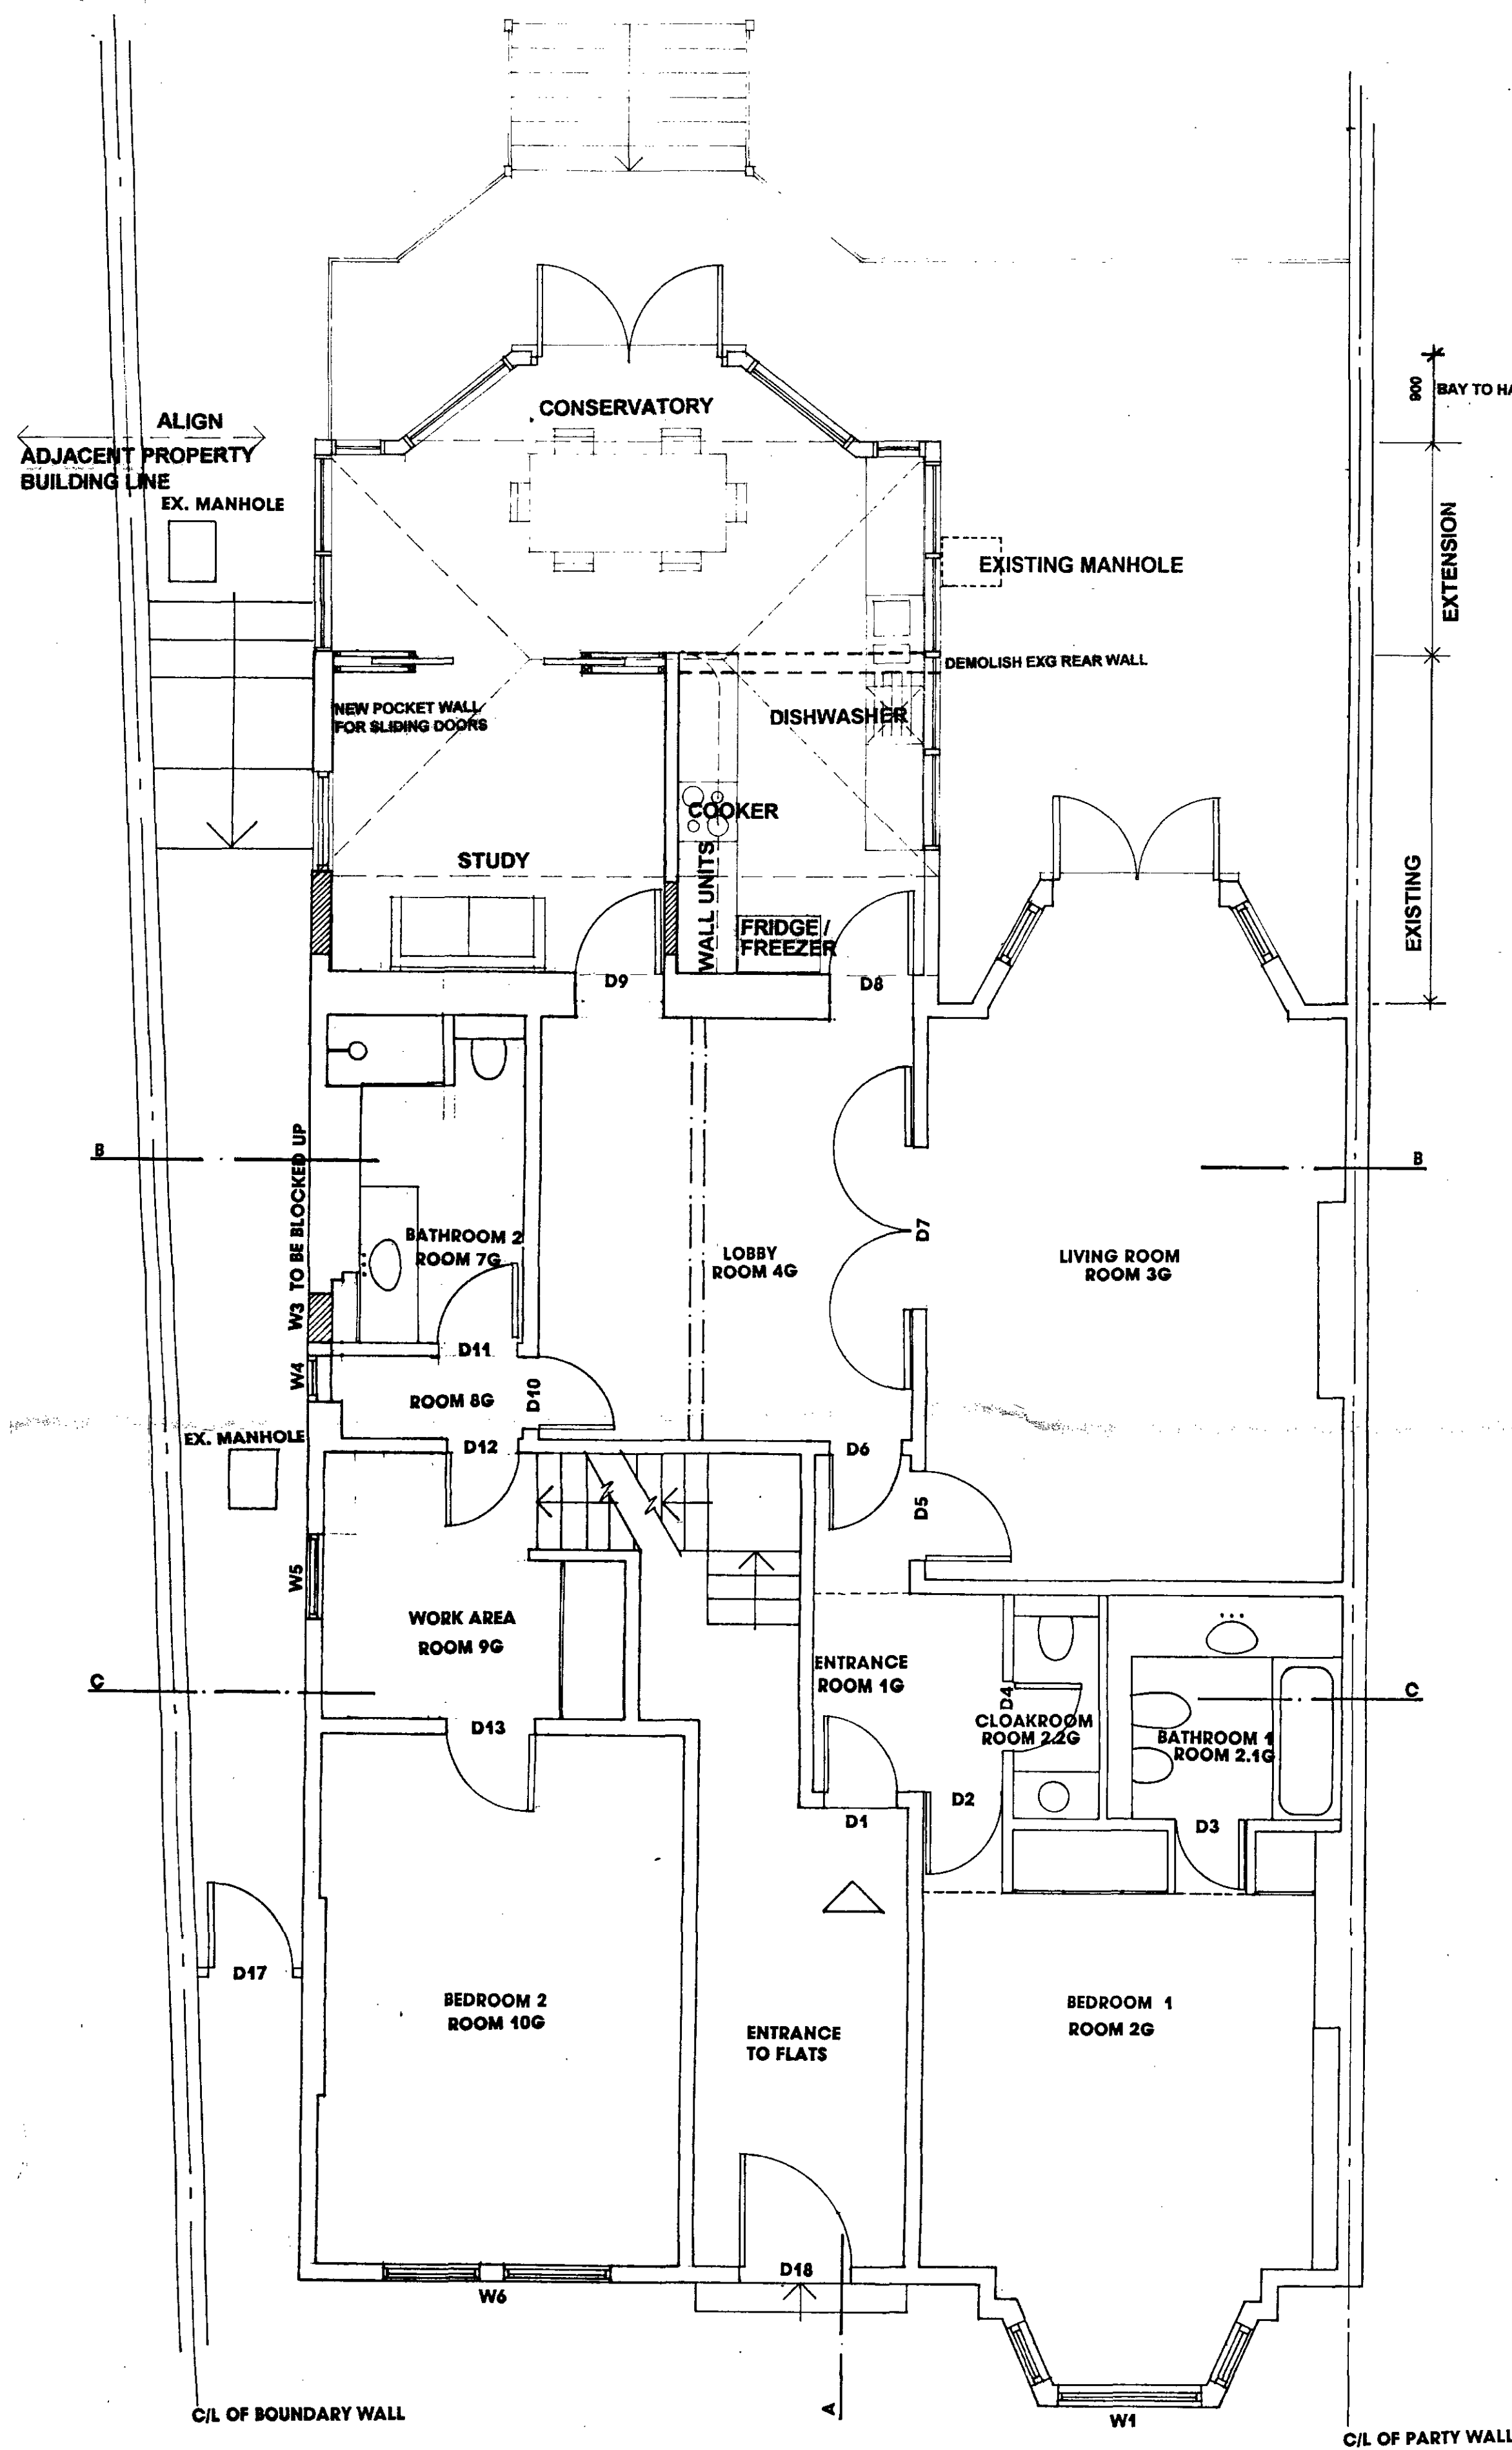 900
BAY TO HA
CONSERVATORY
ALIGN
ADJACENT PROPERTY
BUILDING LINE
EX. MANHOLE
EXTENSION
EXISTING MANHOLE
DEMOLISH EXG REAR WALL
NEW POCKET WALL
FOR SLIDING DOORS
DISHWASHER
COOKER
STUDY
WALL UNITS
FRIDGE /
FREEZER
EXISTING
D9
D8
B
B
W3 TO BE BLOCKED UP
BATHROOM 2
ROOM 7G
D7
LOBBY
ROOM 4G
LIVING ROOM
ROOM 3G
D11
W4
D10
ROOM 8G
EX. MANHOLE
D12
D6
D5
W5
WORK AREA
ROOM 9G
ENTRANCE
ROOM 1G
C
C
D4
CLOAKROOM
ROOM 2.2G
BATHROOM 1
ROOM 2.1G
D13
D2
D1
D3
D17
BEDROOM 2
ROOM 10G
BEDROOM 1
ROOM 2G
ENTRANCE
TO FLATS
D18
W6
A
W1
C/L OF BOUNDARY WALL
C/L OF PARTY WALL